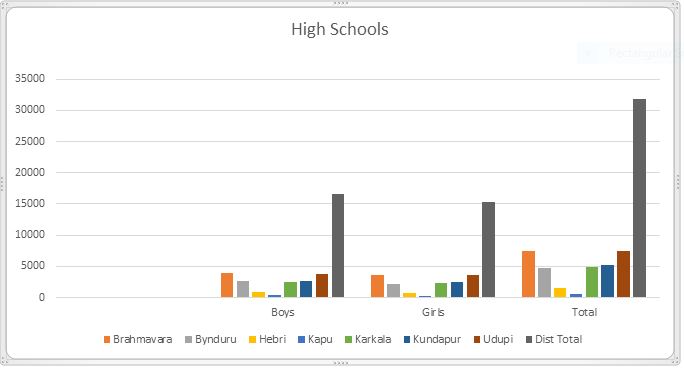 High Schools
RectangularS
35000
30000
25000
20000
15000
10000
5000
0
Boys Girls Total
Brahmavara Bynduru Hebri Kapu Karkala Kundapur Udupi Dist Total